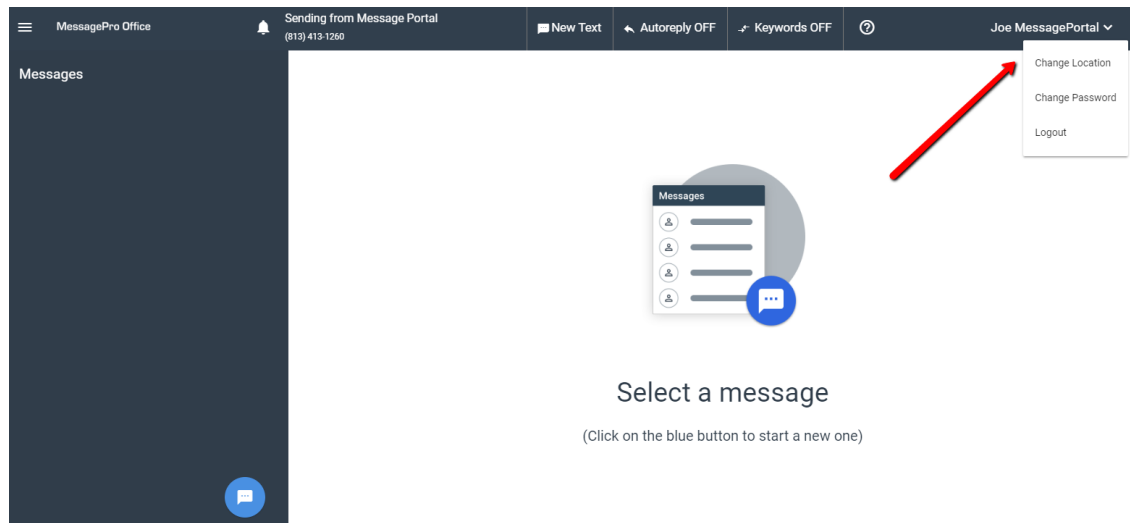 MessagePro Office
Sending from Message Portal
(813) 413-1260
New Text
Autoreply OFF
Keywords OFF
Joe MessagePortal
Messages
Change Location
Change Password
Logout
Messages
Select a message
(Click on the blue button to start a new one)